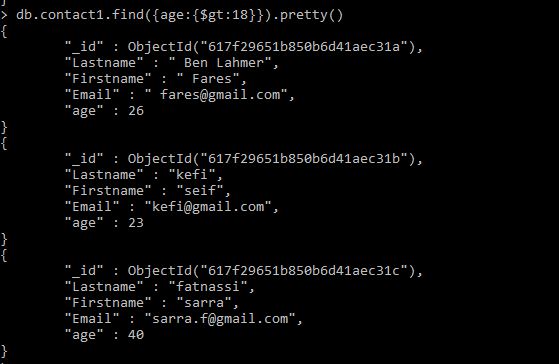 > db.contact1.find({age:{$gt:18}}).pretty()
{
        "_id" : ObjectId("617f29651b850b6d41aec31a"),
        "Lastname" : " Ben Lahmer",
        "Firstname" : " Fares",
        "Email" : " fares@gmail.com",
        "age" : 26
}
{
        "_id" : ObjectId("617f29651b850b6d41aec31b"),
        "Lastname" : "kefi",
        "Firstname" : "seif",
        "Email" : "kefi@gmail.com",
        "age" : 23
}
{
        "_id" : ObjectId("617f29651b850b6d41aec31c"),
        "Lastname" : "fatnassi",
        "Firstname" : "sarra",
        "Email" : "sarra.f@gmail.com",
        "age" : 40
}